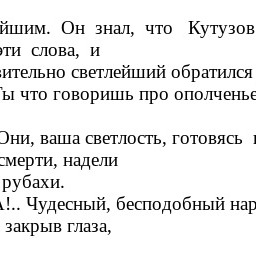 йшим. Он знал, что Кутузов
эти слова, и
вительно светлейший обратился
Ты что говоришь про ополченье
Они, ваша светлость, готовясь
смерти, надели
рубахи.
А!.. Чудесный, бесподобный нар
закрыв глаза,